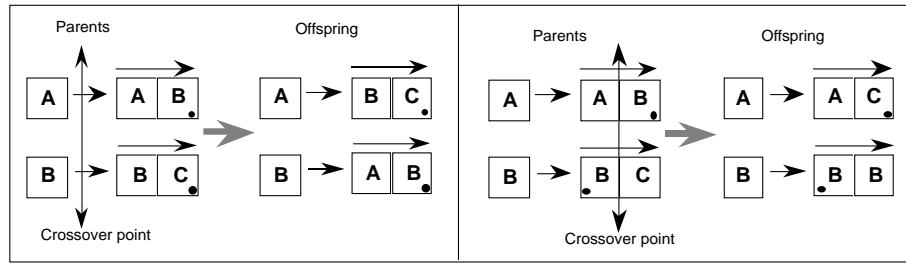 Parents Offspring
A A B A B C
B B C B A B
Crossover point
Parents Offspring
A A B A A C
B B C B B B
Crossover point